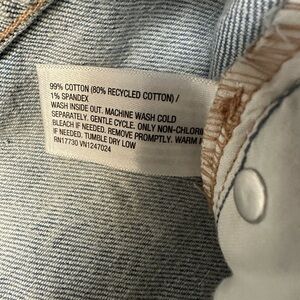 99% COTTON (80% RECYCLED COTTON) /
1% SPANDEX
WASH INSIDE OUT. MACHINE WASH COLD
SEPARATELY. GENTLE CYCLE. ONLY NON-CHLORI
BLEACH IF NEEDED. REMOVE PROMPTLY. WARM
IF NEEDED. TUMBLE DRY LOW
RN17730 VN1247024